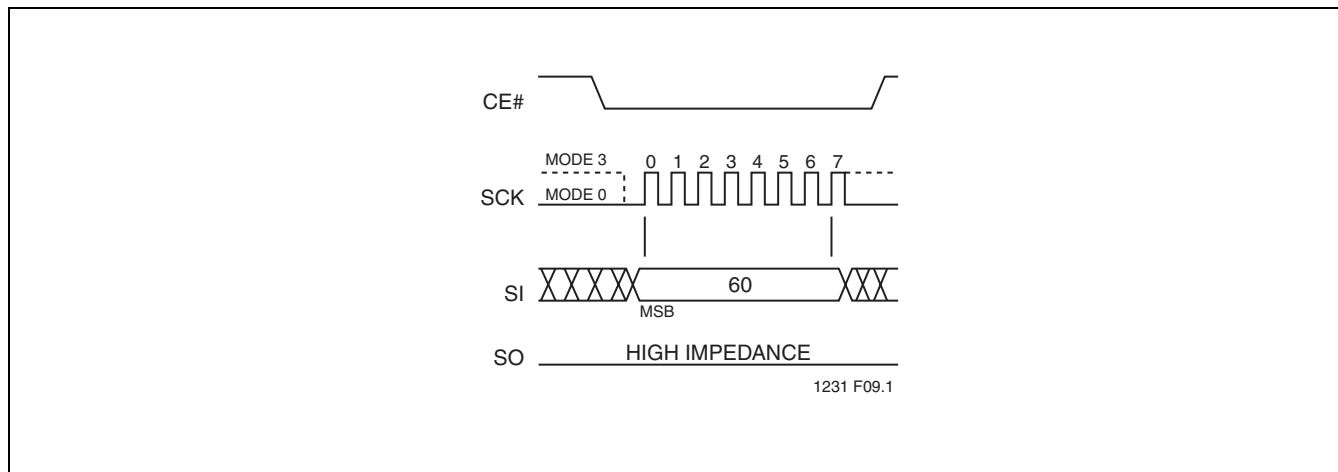 CE#
MODE 3 0 1 2 3 4 5 6 7
SCK MODE 0
SI 60
MSB
SO HIGH IMPEDANCE
1231 F09.1